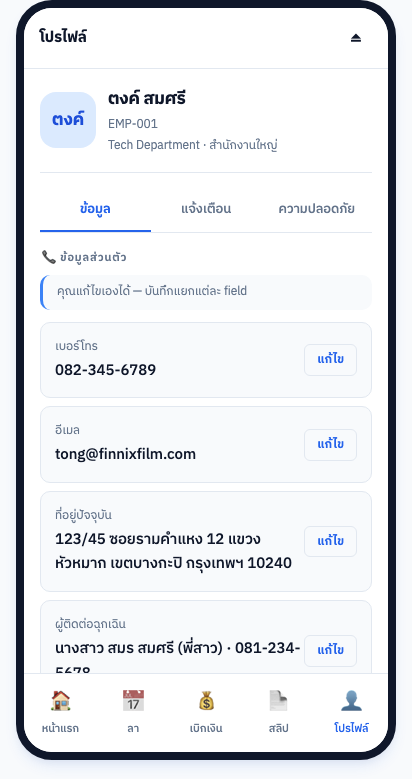 โปรไฟล์
ตงค์
ตงค์ สมศรี
EMP-001
Tech Department · สำนักงานใหญ่
ข้อมูล
แจ้งเตือน
ความปลอดภัย
ข้อมูลส่วนตัว
คุณแก้ไขเองได้ — บันทึกแยกแต่ละ field
เบอร์โทร
082-345-6789
แก้ไข
อีเมล
tong@finnixfilm.com
แก้ไข
ที่อยู่ปัจจุบัน
123/45 ซอยรามคำแหง 12 แขวง
หัวหมาก เขตบางกะปิ กรุงเทพฯ 10240
แก้ไข
ผู้ติดต่อฉุกเฉิน
นางสาว สมร สมศรี (พี่สาว) · 081-234-
5678
แก้ไข
17
หน้าแรก
ลา
เบิกเงิน
สลิป
โปรไฟล์